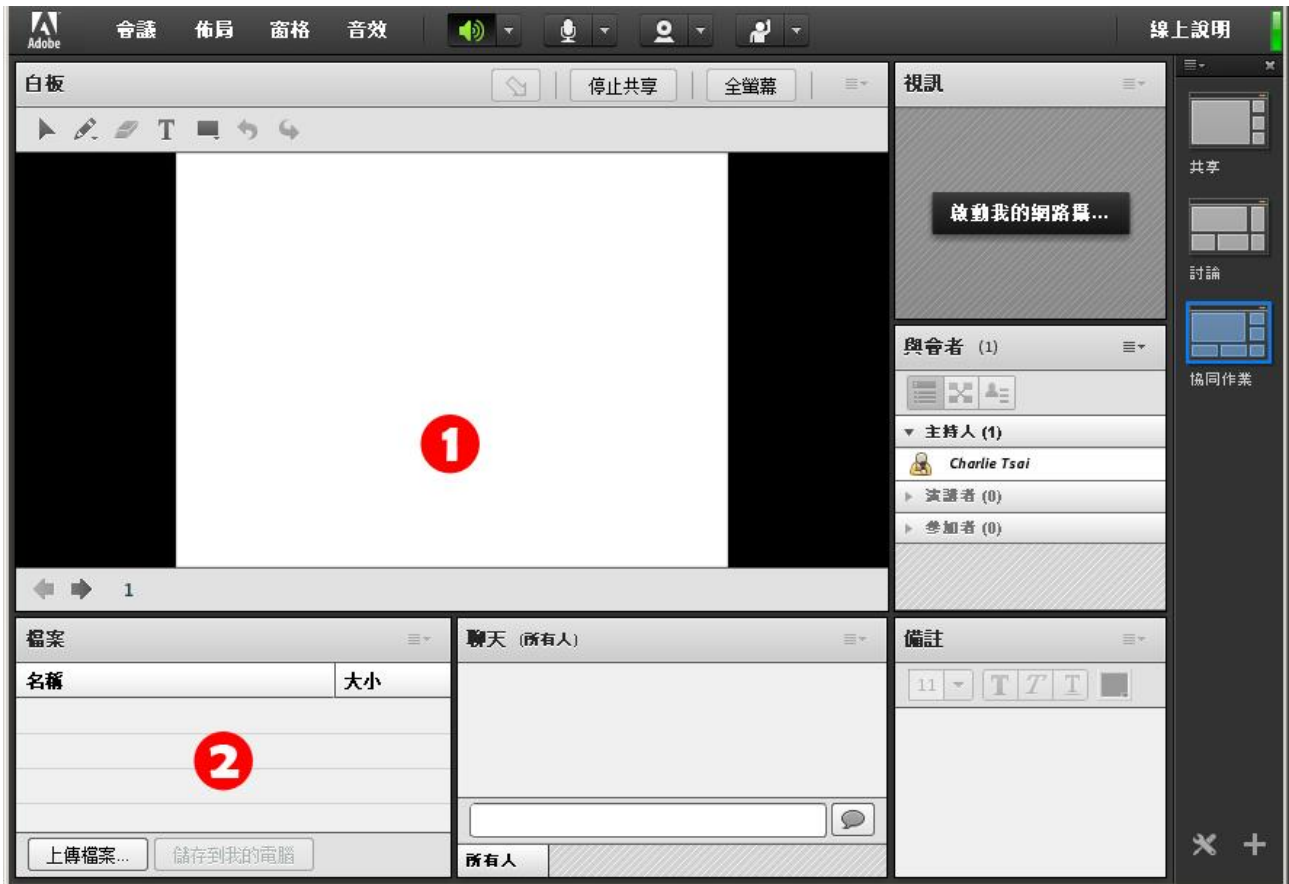 Adobe 會議 佈局 窗格 音效 線上說明
白板 停止共享 全螢幕
T
1
1
視訊
啟動我的網路攝...
與會者 (1)
主持人 (1)
Charlie Tsai
演講者 (0)
參加者 (0)
共享
討論
協同作業
檔案
名稱 大小
2
上傳檔案... 儲存到我的電腦
聊天 (所有人)
所有人
備註
11 T T T